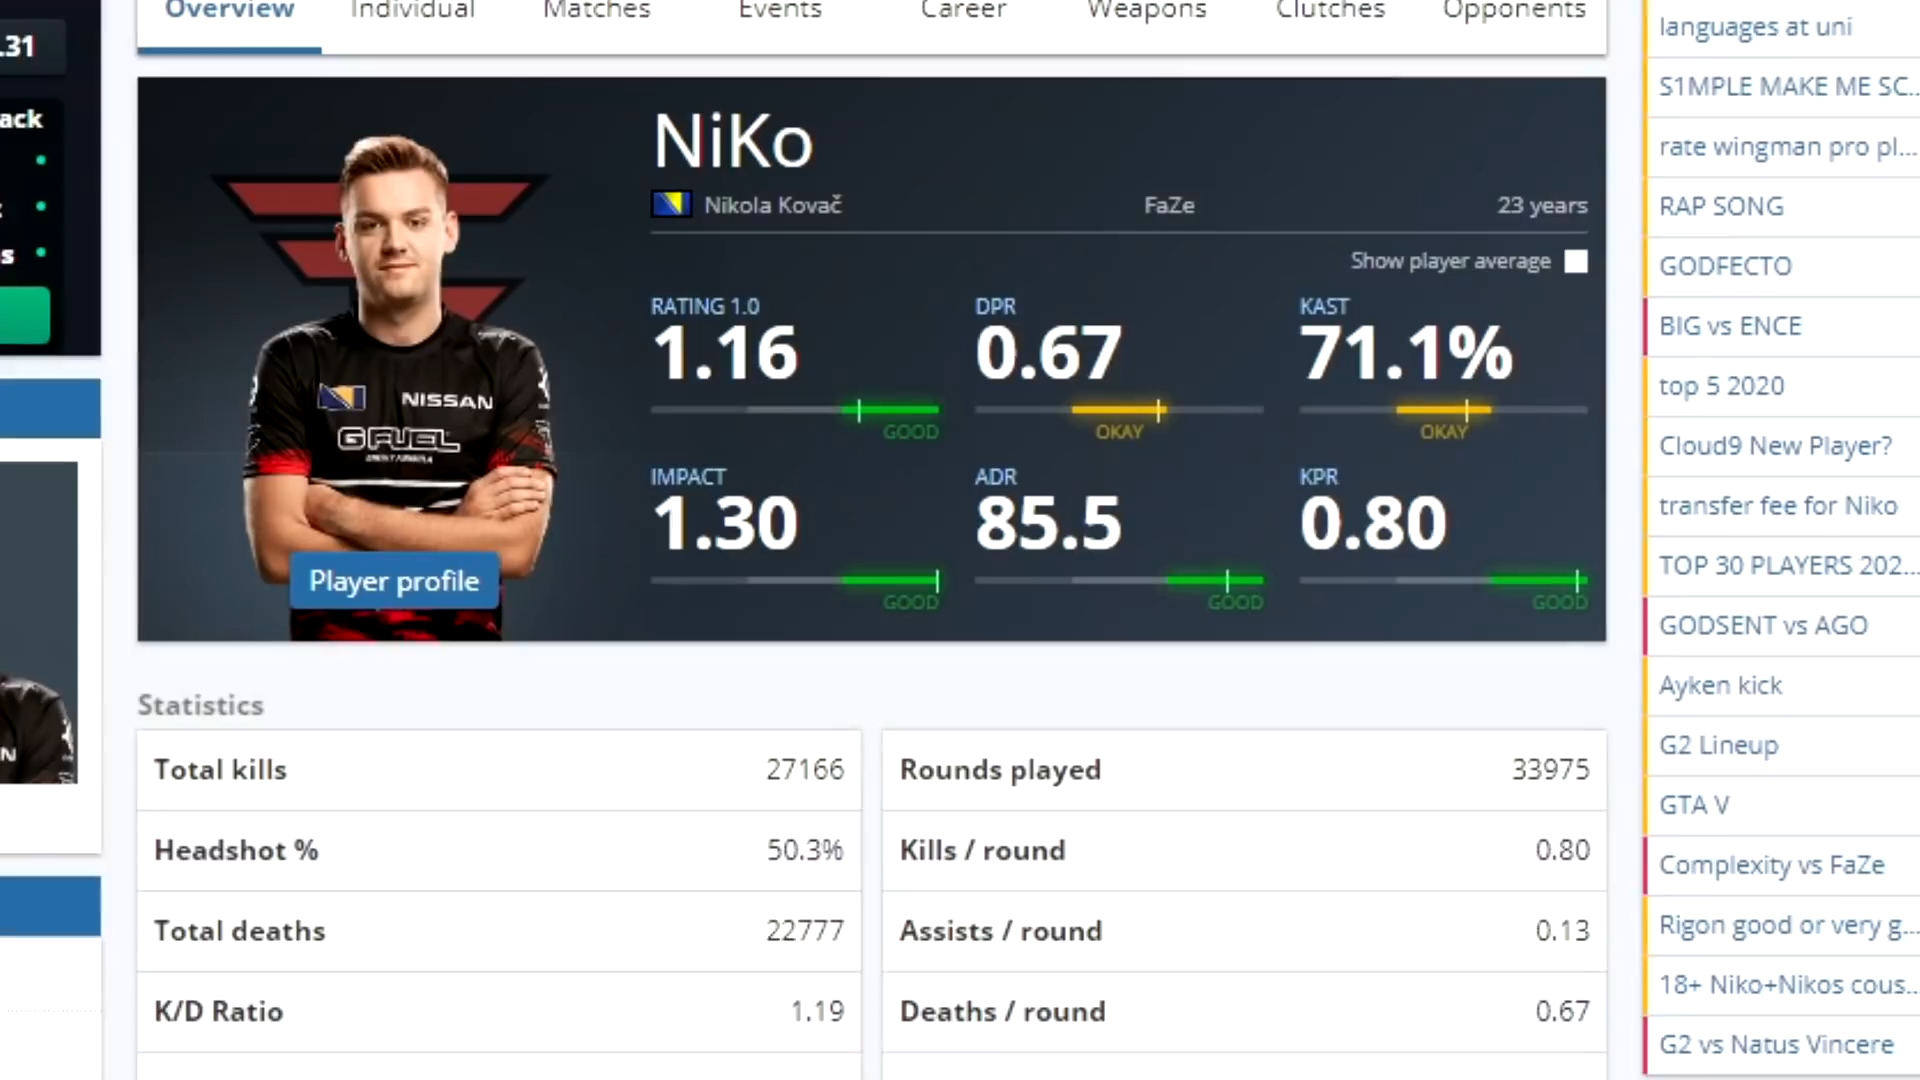 Overview Individual Matches Events Career Weapons Clutches Opponents
.31
ack
s
N
NiKo
Nikola Kovač FaZe 23 years
Show player average
RATING 1.0 DPR KAST
1.16 0.67 71.1%
GOOD OKAY OKAY
IMPACT ADR KPR
1.30 85.5 0.80
GOOD GOOD GOOD
NISSAN
G FUEL
ENERGY FORMULA
Player profile
Statistics
Total kills 27166
Headshot % 50.3%
Total deaths 22777
K/D Ratio 1.19
Rounds played 33975
Kills / round 0.80
Assists / round 0.13
Deaths / round 0.67
languages at uni
S1MPLE MAKE ME SC...
rate wingman pro pl...
RAP SONG
GODFECTO
BIG vs ENCE
top 5 2020
Cloud9 New Player?
transfer fee for Niko
TOP 30 PLAYERS 202...
GODSENT vs AGO
Ayken kick
G2 Lineup
GTA V
Complexity vs FaZe
Rigon good or very g...
18+ Niko+Nikos cous...
G2 vs Natus Vincere